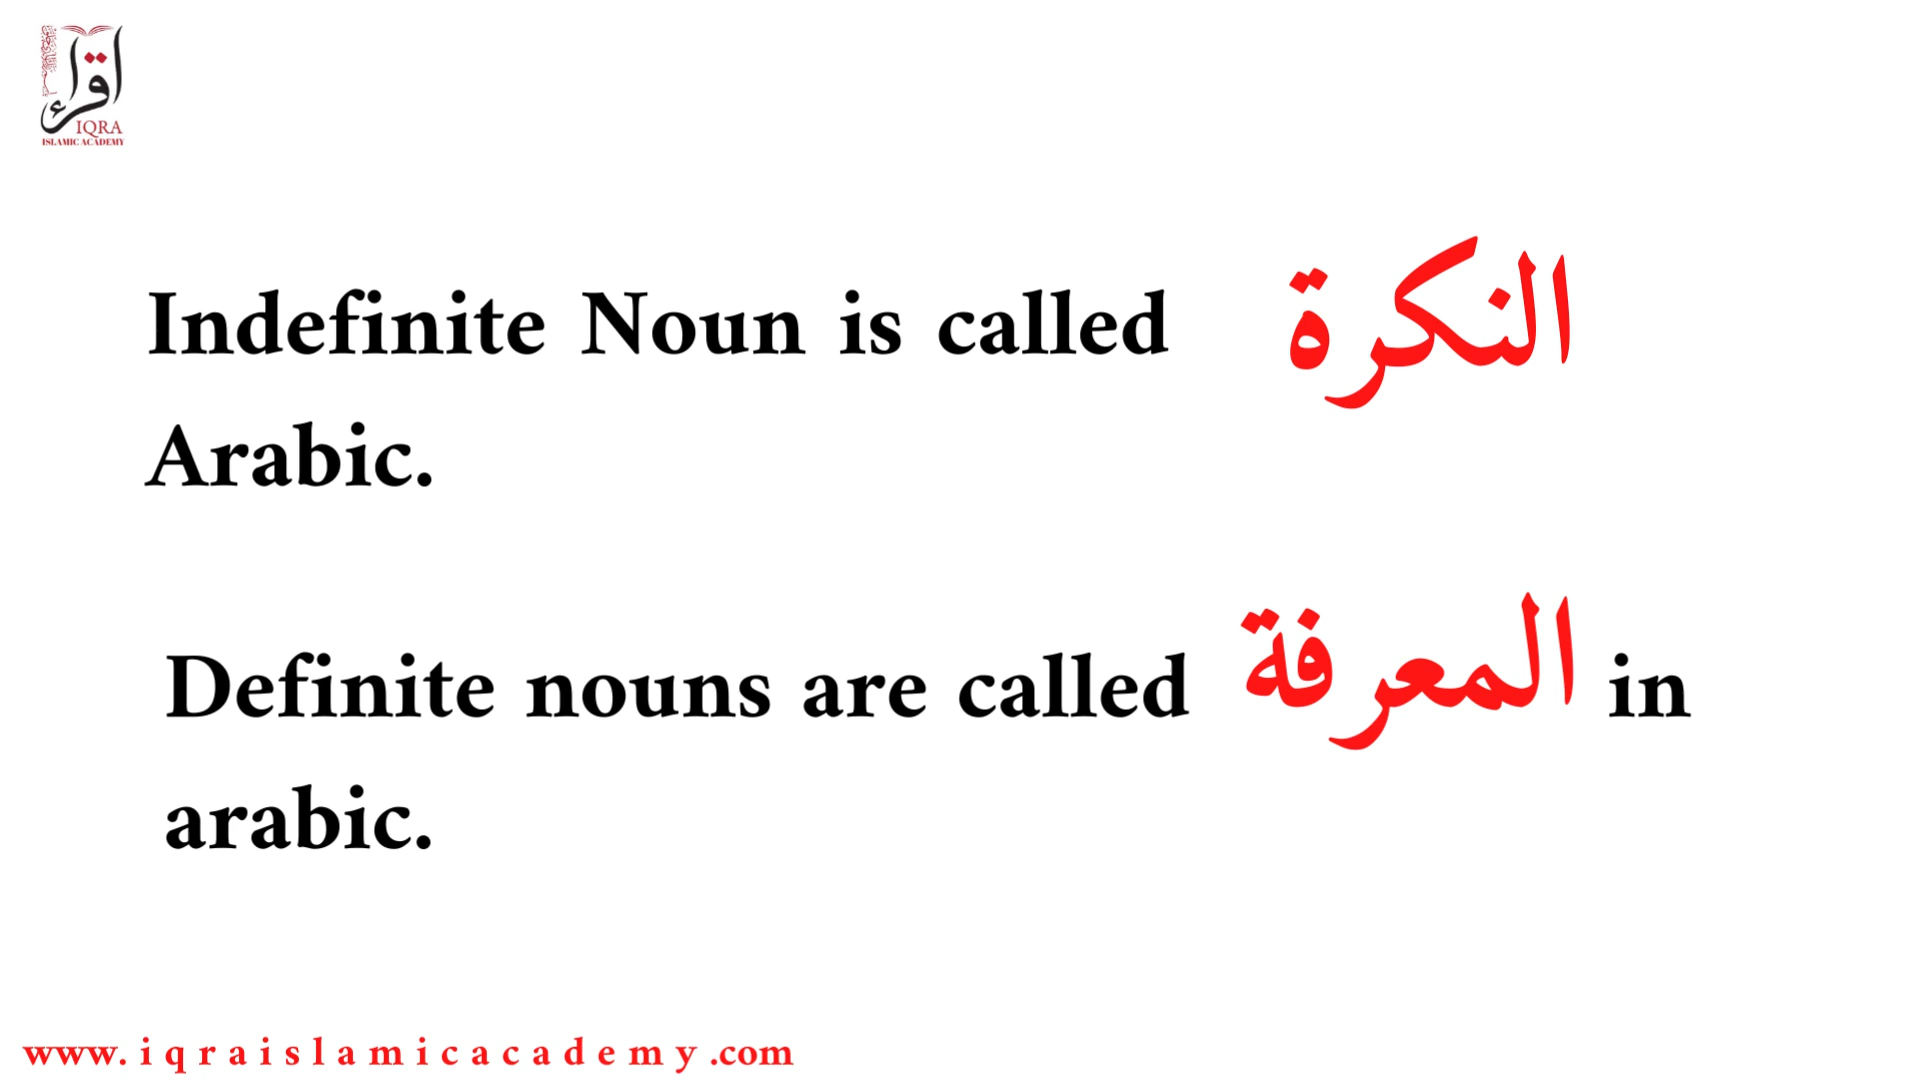 اقرأ
IQRA
ISLAMIC ACADEMY
Indefinite Noun is called النكرة
Arabic.
Definite nouns are called المعرفة in
arabic.
www. i q r a i s l a m i c a c a d e m y .com